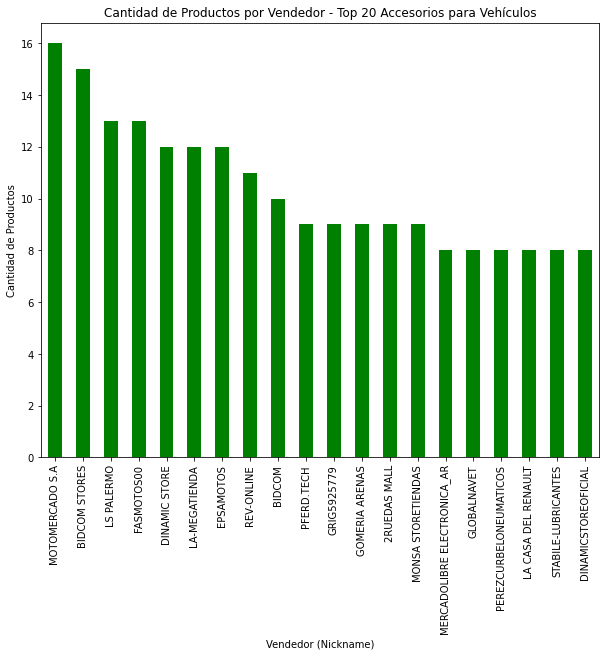 Cantidad de Productos por Vendedor - Top 20 Accesorios para Vehículos
Cantidad de Productos
16
14
12
10
8
6
4
2
0
MOTOMERCADO S.A
BIDCOM STORES
LS PALERMO
FASMOTOS00
DINAMIC STORE
LA-MEGATIENDA
EPSAMOTOS
REV-ONLINE
BIDCOM
PFERD.TECH
GRIG5925779
GOMERIA ARENAS
2RUEDAS MALL
MONSA STORETIENDAS
MERCADOLIBRE ELECTRONICA_AR
GLOBALNAVET
PEREZCURBELONEUMATICOS
LA CASA DEL RENAULT
STABILE-LUBRICANTES
DINAMICSTOREOFICIAL
Vendedor (Nickname)